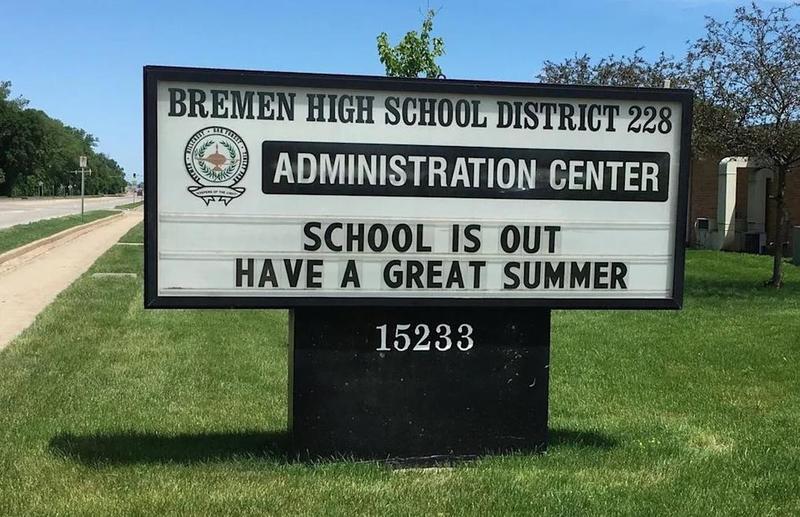 BREMEN HIGH SCHOOL DISTRICT 228
ADMINISTRATION CENTER
SCHOOL IS OUT
HAVE A GREAT SUMMER
15233